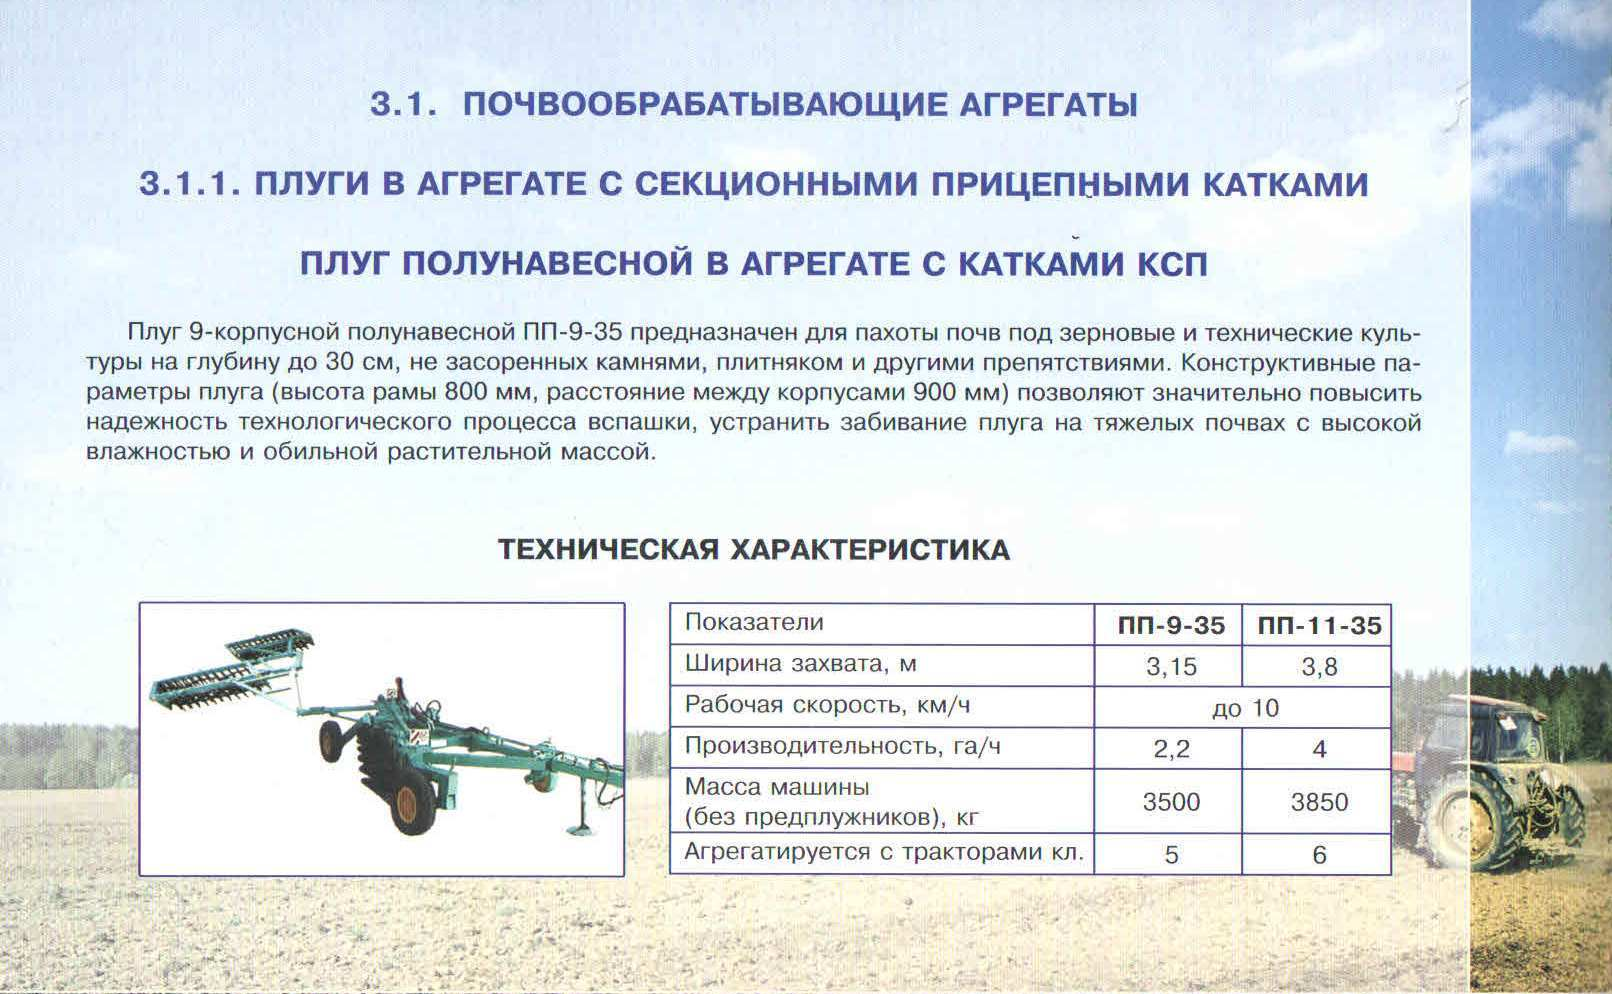 3.1. ПОЧВООБРАБАТЫВАЮЩИЕ АГРЕГАТЫ
3.1.1. ПЛУГИ В АГРЕГАТЕ С СЕКЦИОННЫМИ ПРИЦЕПНЫМИ КАТКАМИ
ПЛУГ ПОЛУНАВЕСНОЙ В АГРЕГАТЕ С КАТКАМИ КСП
Плуг 9-корпусной полунавесной ПП-9-35 предназначен для пахоты почв под зерновые и технические куль-
туры на глубину до 30 см, не засоренных камнями, плитняком и другими препятствиями. Конструктивные па-
раметры плуга (высота рамы 800 мм, расстояние между корпусами 900 мм) позволяют значительно повысить
надежность технологического процесса вспашки, устранить забивание плуга на тяжелых почвах с высокой
влажностью и обильной растительной массой.
ТЕХНИЧЕСКАЯ ХАРАКТЕРИСТИКА
Показатели ПП-9-35 ПП-11-35
Ширина захвата, м 3,15 3,8
Рабочая скорость, км/ч до 10
Производительность, га/ч 2,2 4
Масса машины
(без предплужников), кг 3500 3850
Агрегатируется с тракторами кл. 5 6